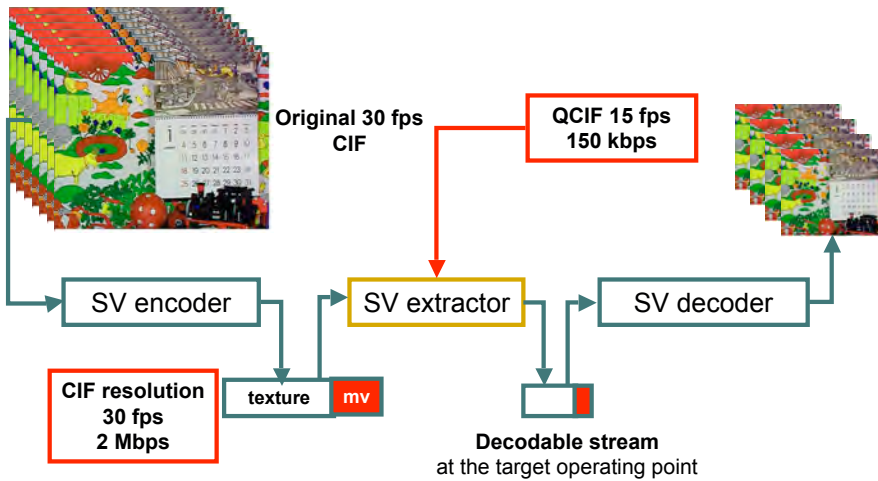 Original 30 fps
CIF
QCIF 15 fps
150 kbps
SV encoder
SV extractor
SV decoder
CIF resolution
30 fps
2 Mbps
texture
mv
Decodable stream
at the target operating point